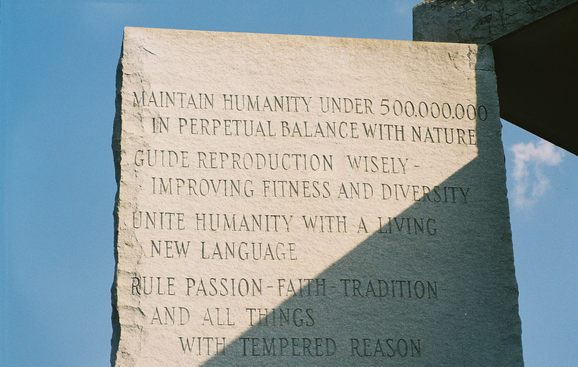 MAINTAIN HUMANITY UNDER 500.000.000
IN PERPETUAL BALANCE WITH NATURE
GUIDE REPRODUCTION WISELY-
IMPROVING FITNESS AND DIVERSITY
UNITE HUMANITY WITH A LIVING
NEW LANGUAGE
RULE PASSION-FAITH-TRADITION
AND ALL THINGS
WITH TEMPERED REASON